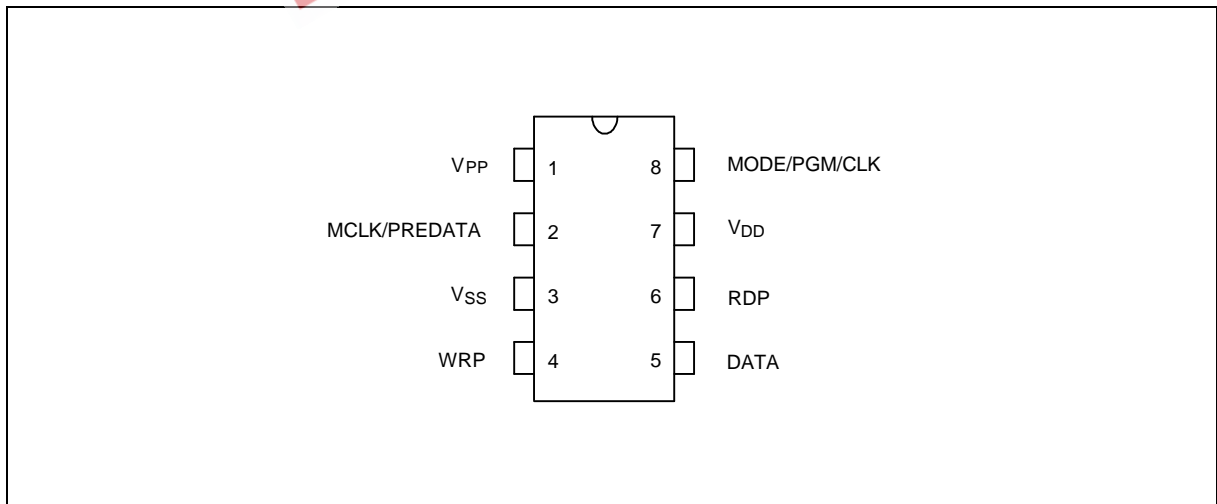 VPP 1 8 MODE/PGM/CLK
MCLK/PREDATA 2 7 VDD
VSS 3 6 RDP
WRP 4 5 DATA